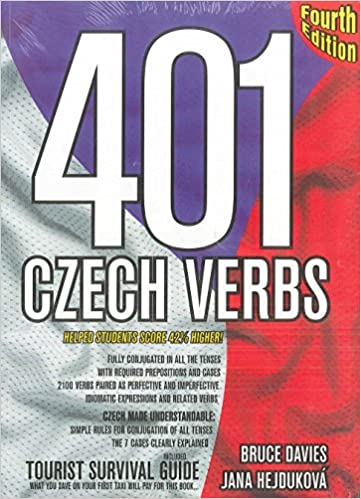 Fourth
Edition
401
CZECH VERBS
HELPED STUDENTS SCORE 42% HIGHER!
FULLY CONJUGATED IN ALL THE TENSES
WITH REQUIRED PREPOSITIONS AND CASES
2100 VERBS PAIRED AS PERFECTIVE AND IMPERFECTIVE.
IDIOMATIC EXPRESSIONS AND RELATED VERBS
CZECH MADE UNDERSTANDABLE:
SIMPLE RULES FOR CONJUGATION OF ALL TENSES
THE 7 CASES CLEARLY EXPLAINED
INCLUDED
TOURIST SURVIVAL GUIDE
WHAT YOU SAVE ON YOUR FIRST TAXI WILL PAY FOR THIS BOOK...
BRUCE DAVIES
JANA HEJDUKOVÁ